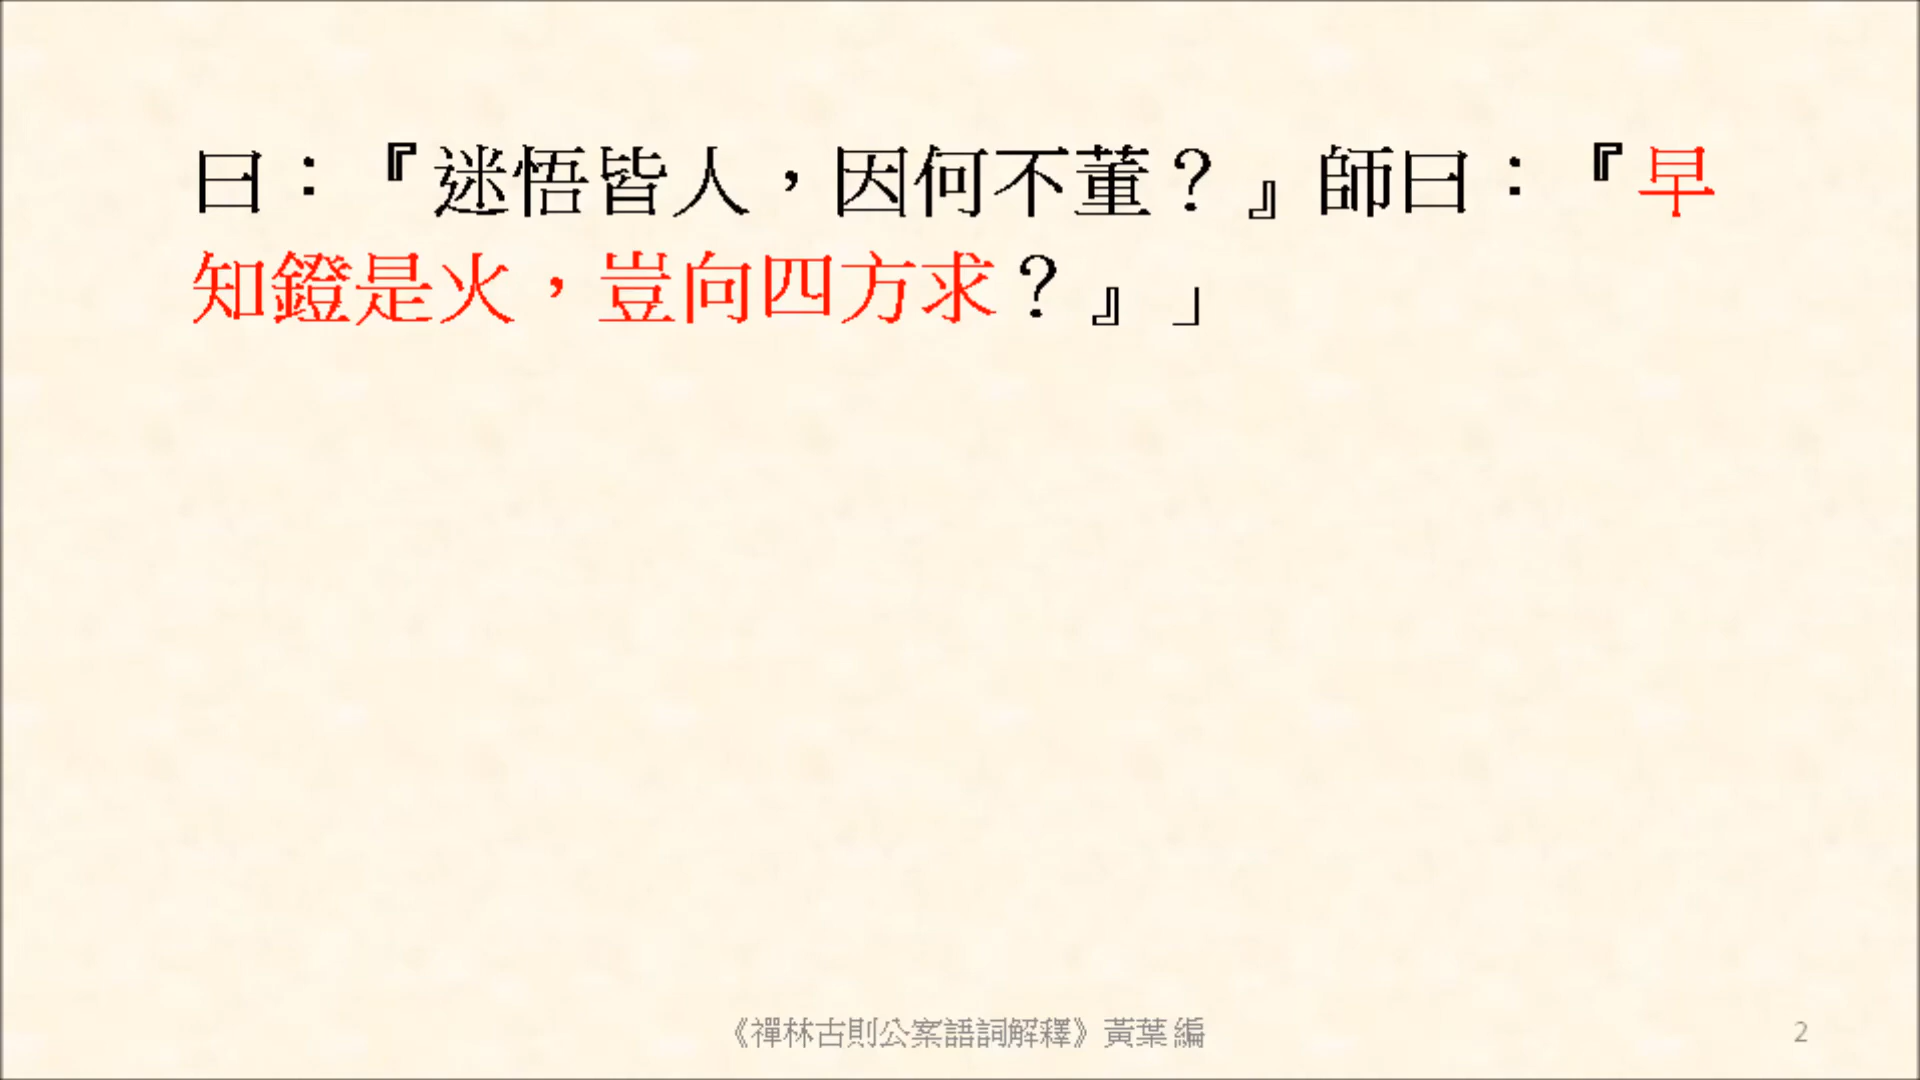 曰：『迷悟皆人，因何不董？』師曰：『早
知鐙是火，豈向四方求？』」
《禪林古則公案語詞解釋》黃葉編
2